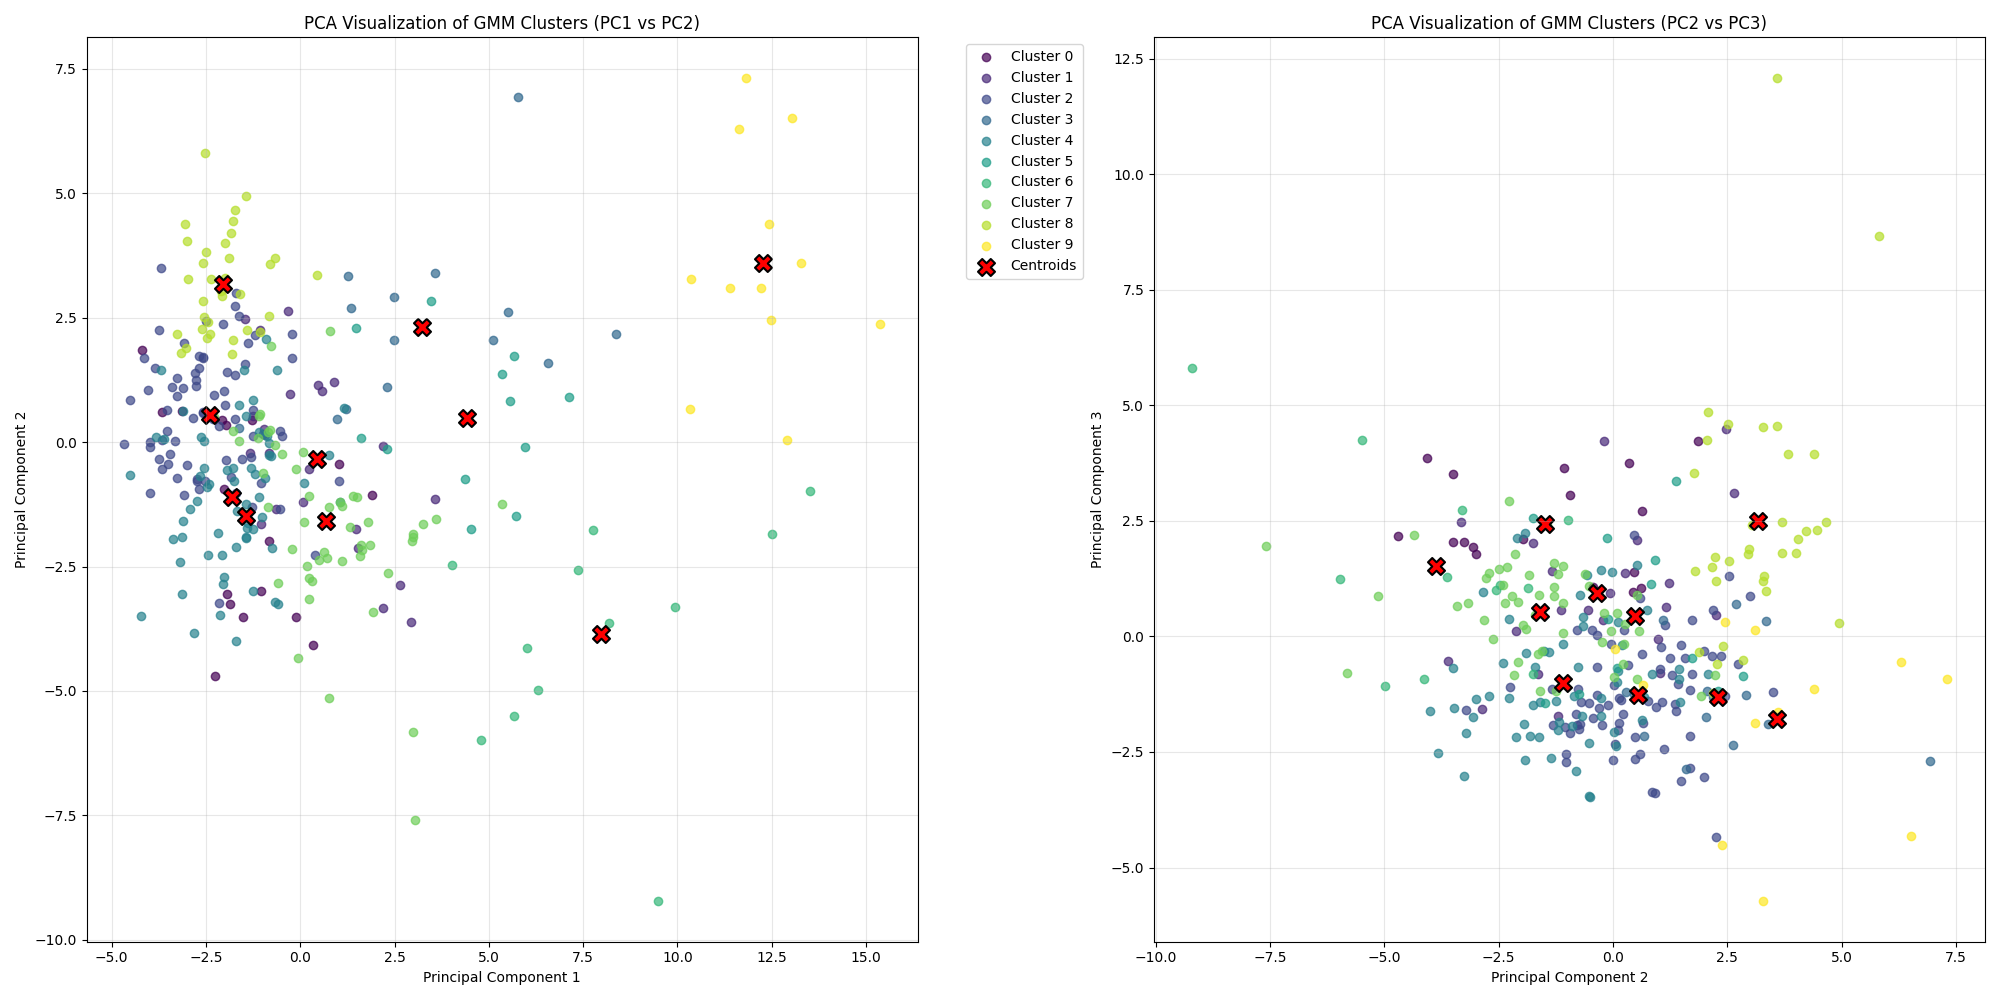 PCA Visualization of GMM Clusters (PC1 vs PC2)
7.5
5.0
2.5
0.0
−2.5
−5.0
−7.5
−10.0
Principal Component 2
−5.0 −2.5 0.0 2.5 5.0 7.5 10.0 12.5 15.0
Principal Component 1
Cluster 0
Cluster 1
Cluster 2
Cluster 3
Cluster 4
Cluster 5
Cluster 6
Cluster 7
Cluster 8
Cluster 9
Centroids
PCA Visualization of GMM Clusters (PC2 vs PC3)
12.5
10.0
7.5
5.0
2.5
0.0
−2.5
−5.0
Principal Component 3
−10.0 −7.5 −5.0 −2.5 0.0 2.5 5.0 7.5
Principal Component 2